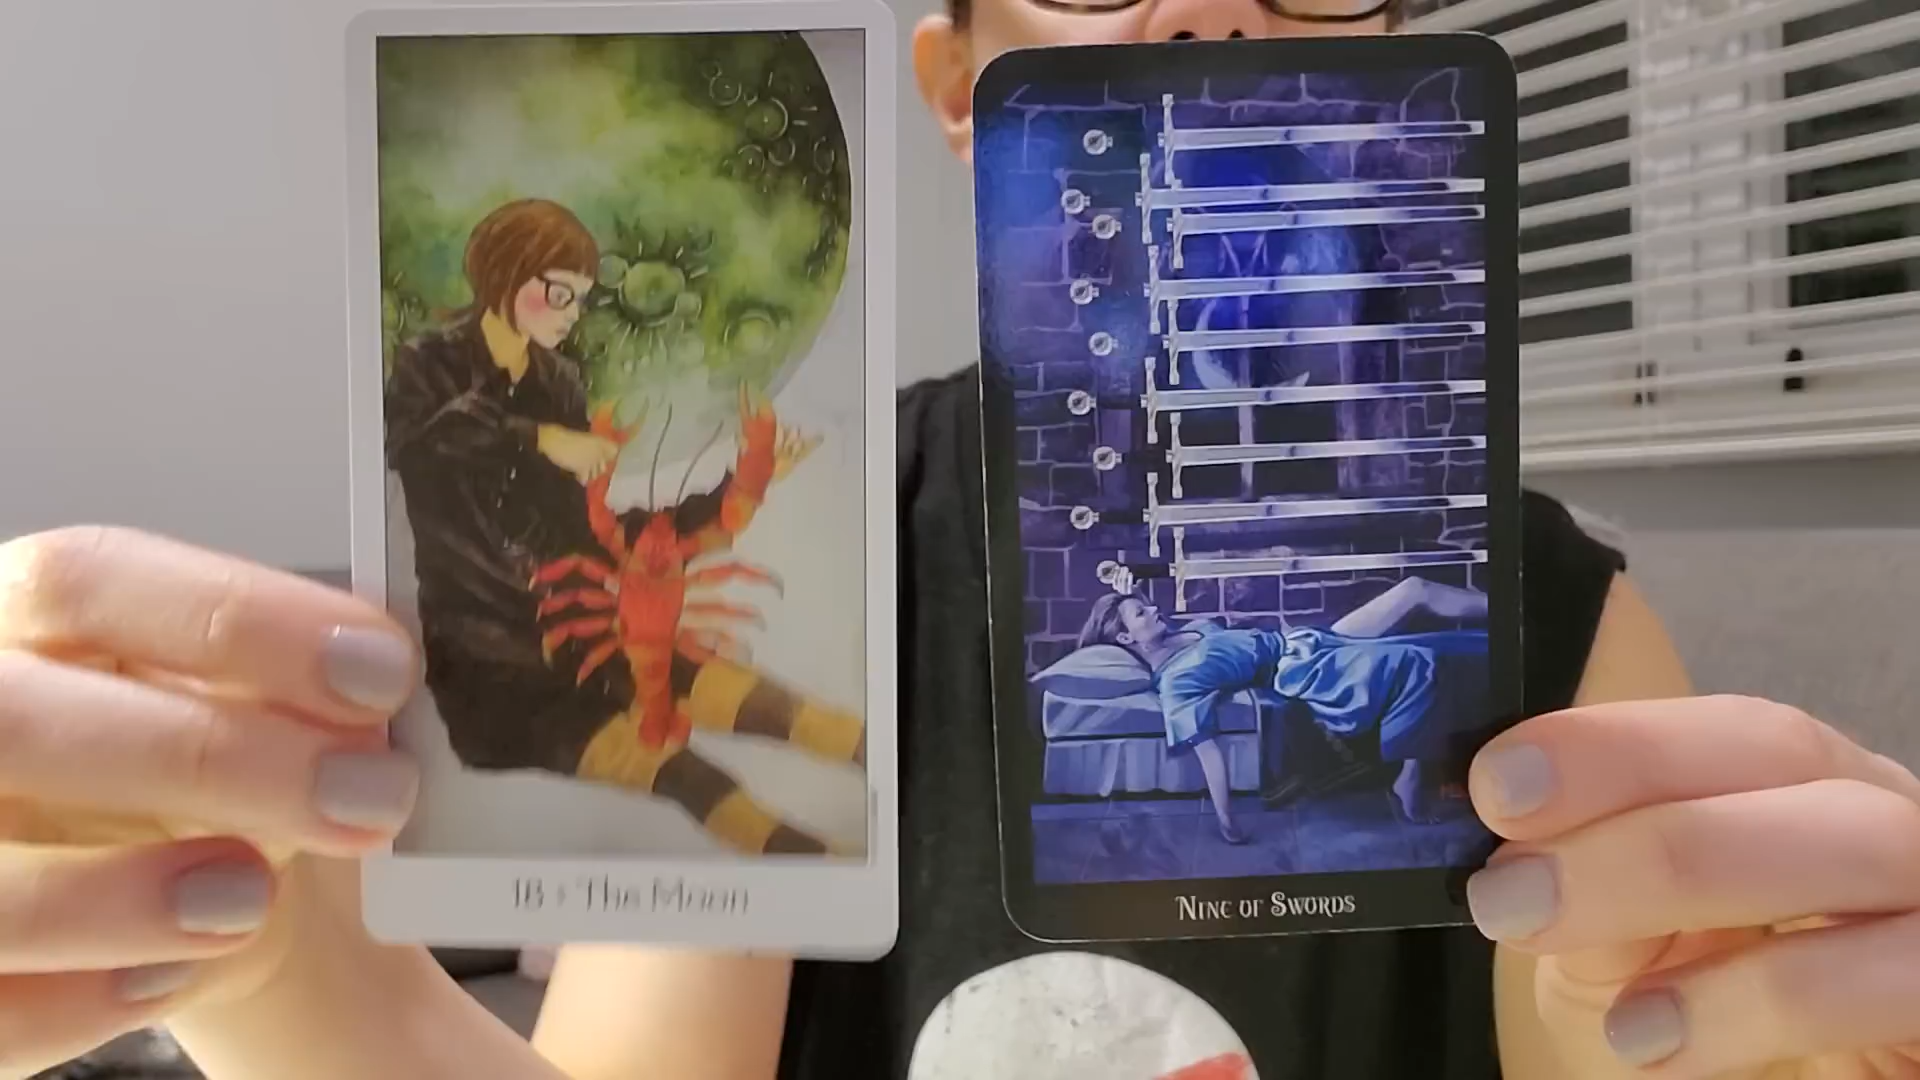 18 • The Moon
Nine of Swords